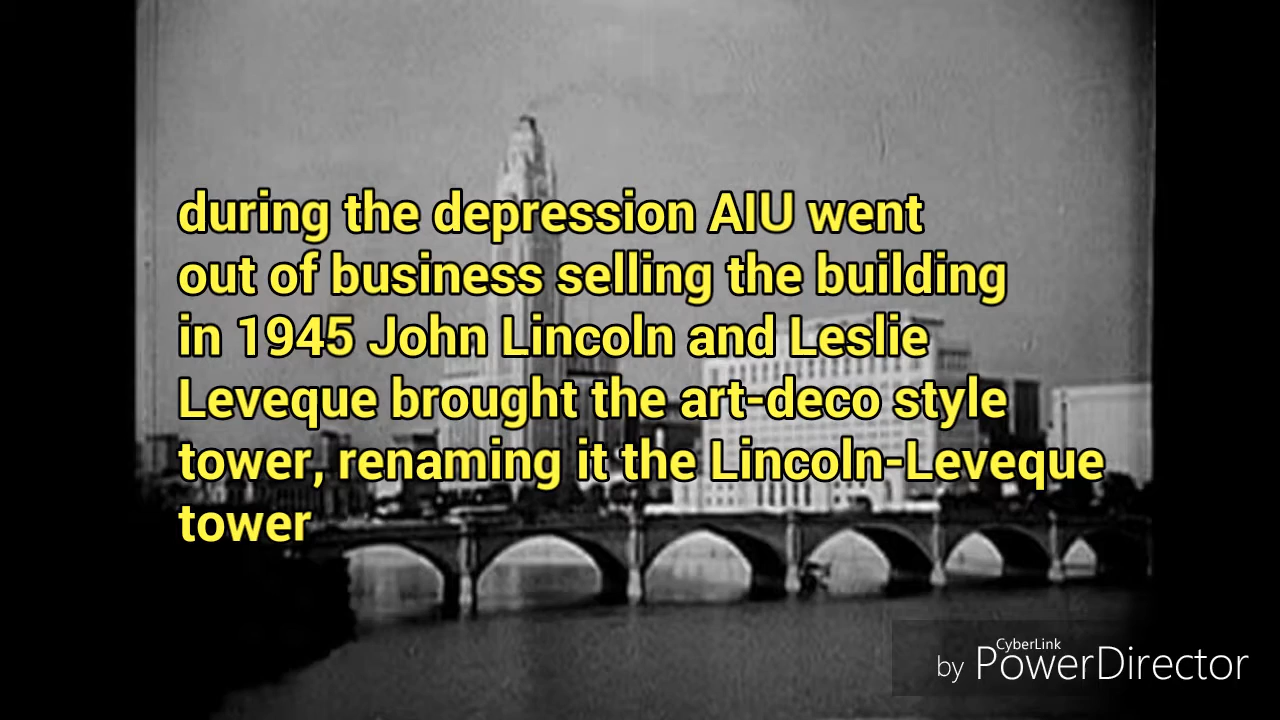 during the depression AIU went
out of business selling the building
in 1945 John Lincoln and Leslie
Leveque brought the art-deco style
tower, renaming it the Lincoln-Leveque
tower
CyberLink
by PowerDirector